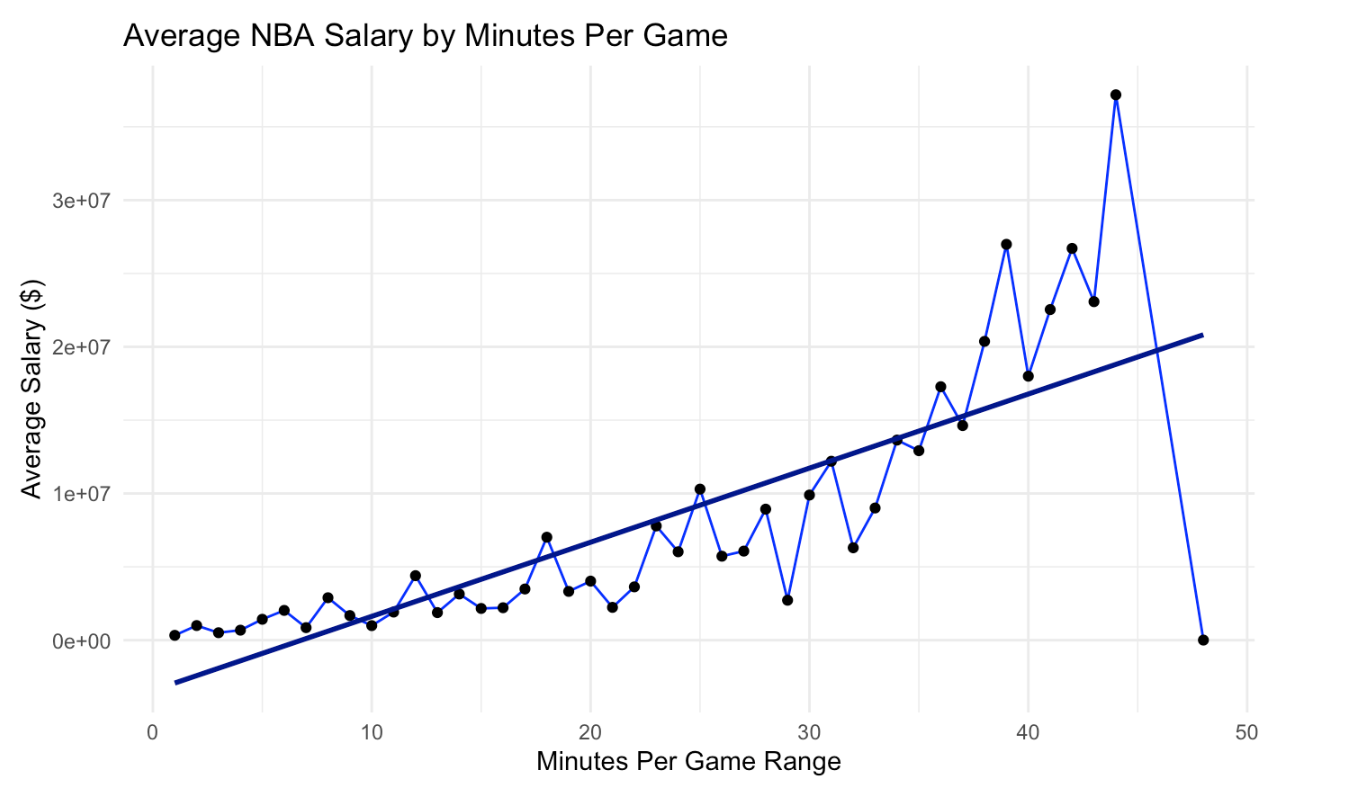 Average NBA Salary by Minutes Per Game
Average Salary ($)
3e+07
2e+07
1e+07
0e+00
0 10 20 30 40 50
Minutes Per Game Range